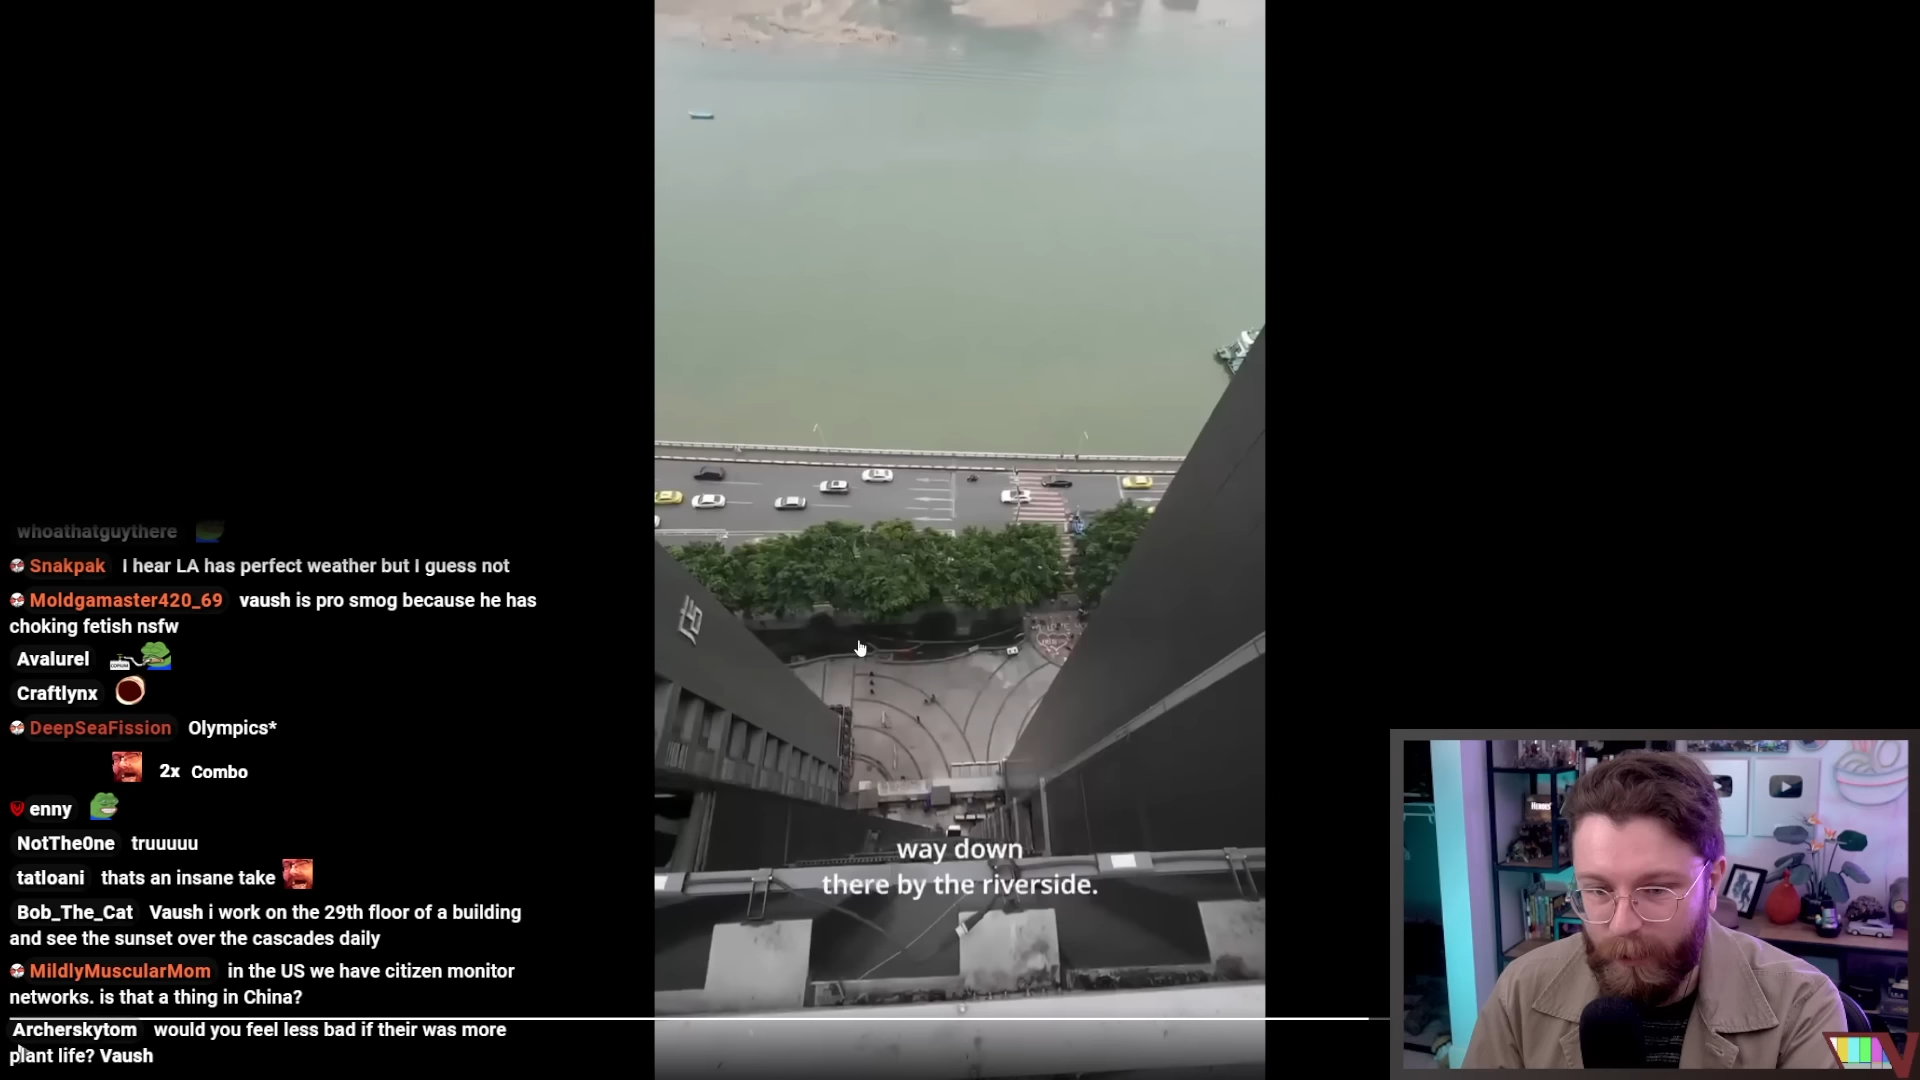 whoathatguythere
Snakpak I hear LA has perfect weather but I guess not
Moldgamaster420_69 vaush is pro smog because he has
choking fetish nsfw
Avalurel
Craftlynx
DeepSeaFission Olympics*
2x Combo
enny
NotThe0ne truuuuu
tatloani thats an insane take
Bob_The_Cat Vaush i work on the 29th floor of a building
and see the sunset over the cascades daily
MildlyMuscularMom in the US we have citizen monitor
networks. is that a thing in China?
Archerskytom would you feel less bad if their was more
plant life? Vaush
way down
there by the riverside.